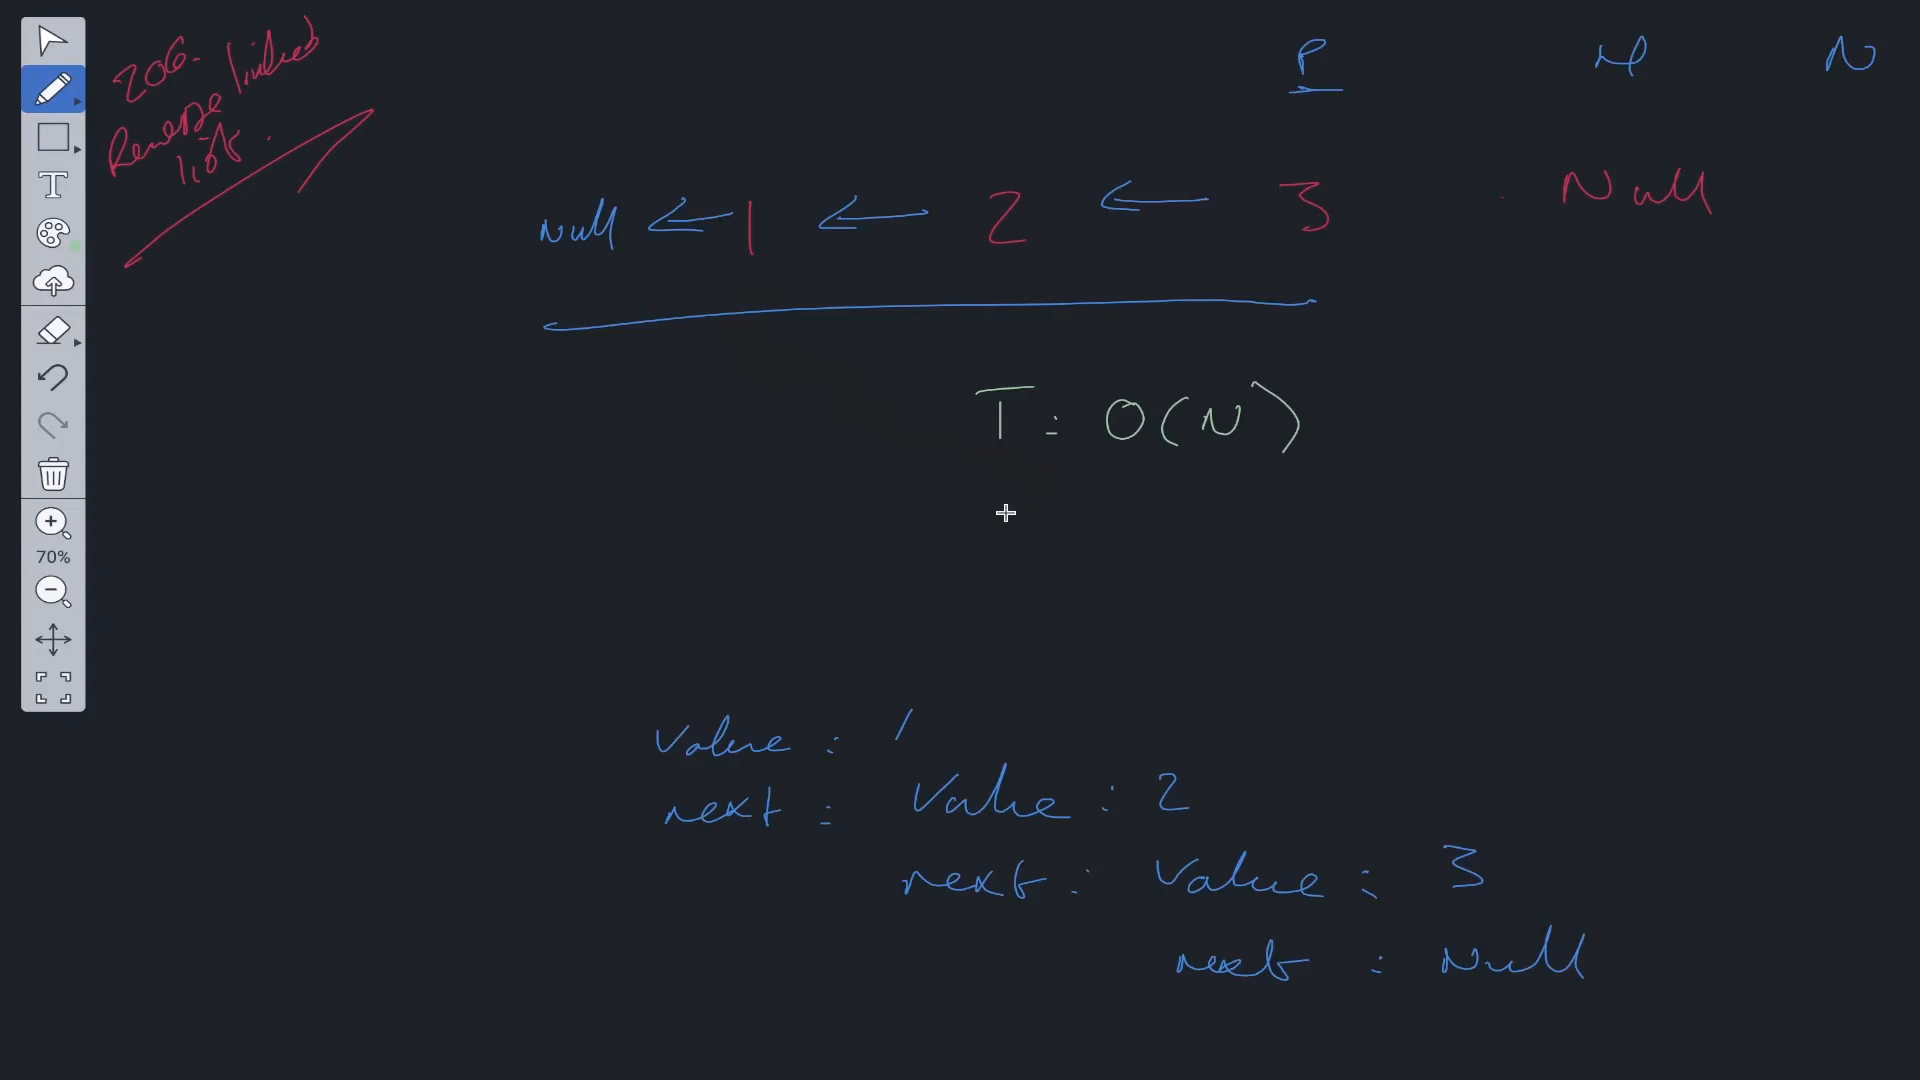 206. Reverse linked list.
P H N
Null ← 1 ← 2 ← 3 Null
T: O(N)
T
70%
Value : 1
next : Value : 2
next : Value : 3
next : Null